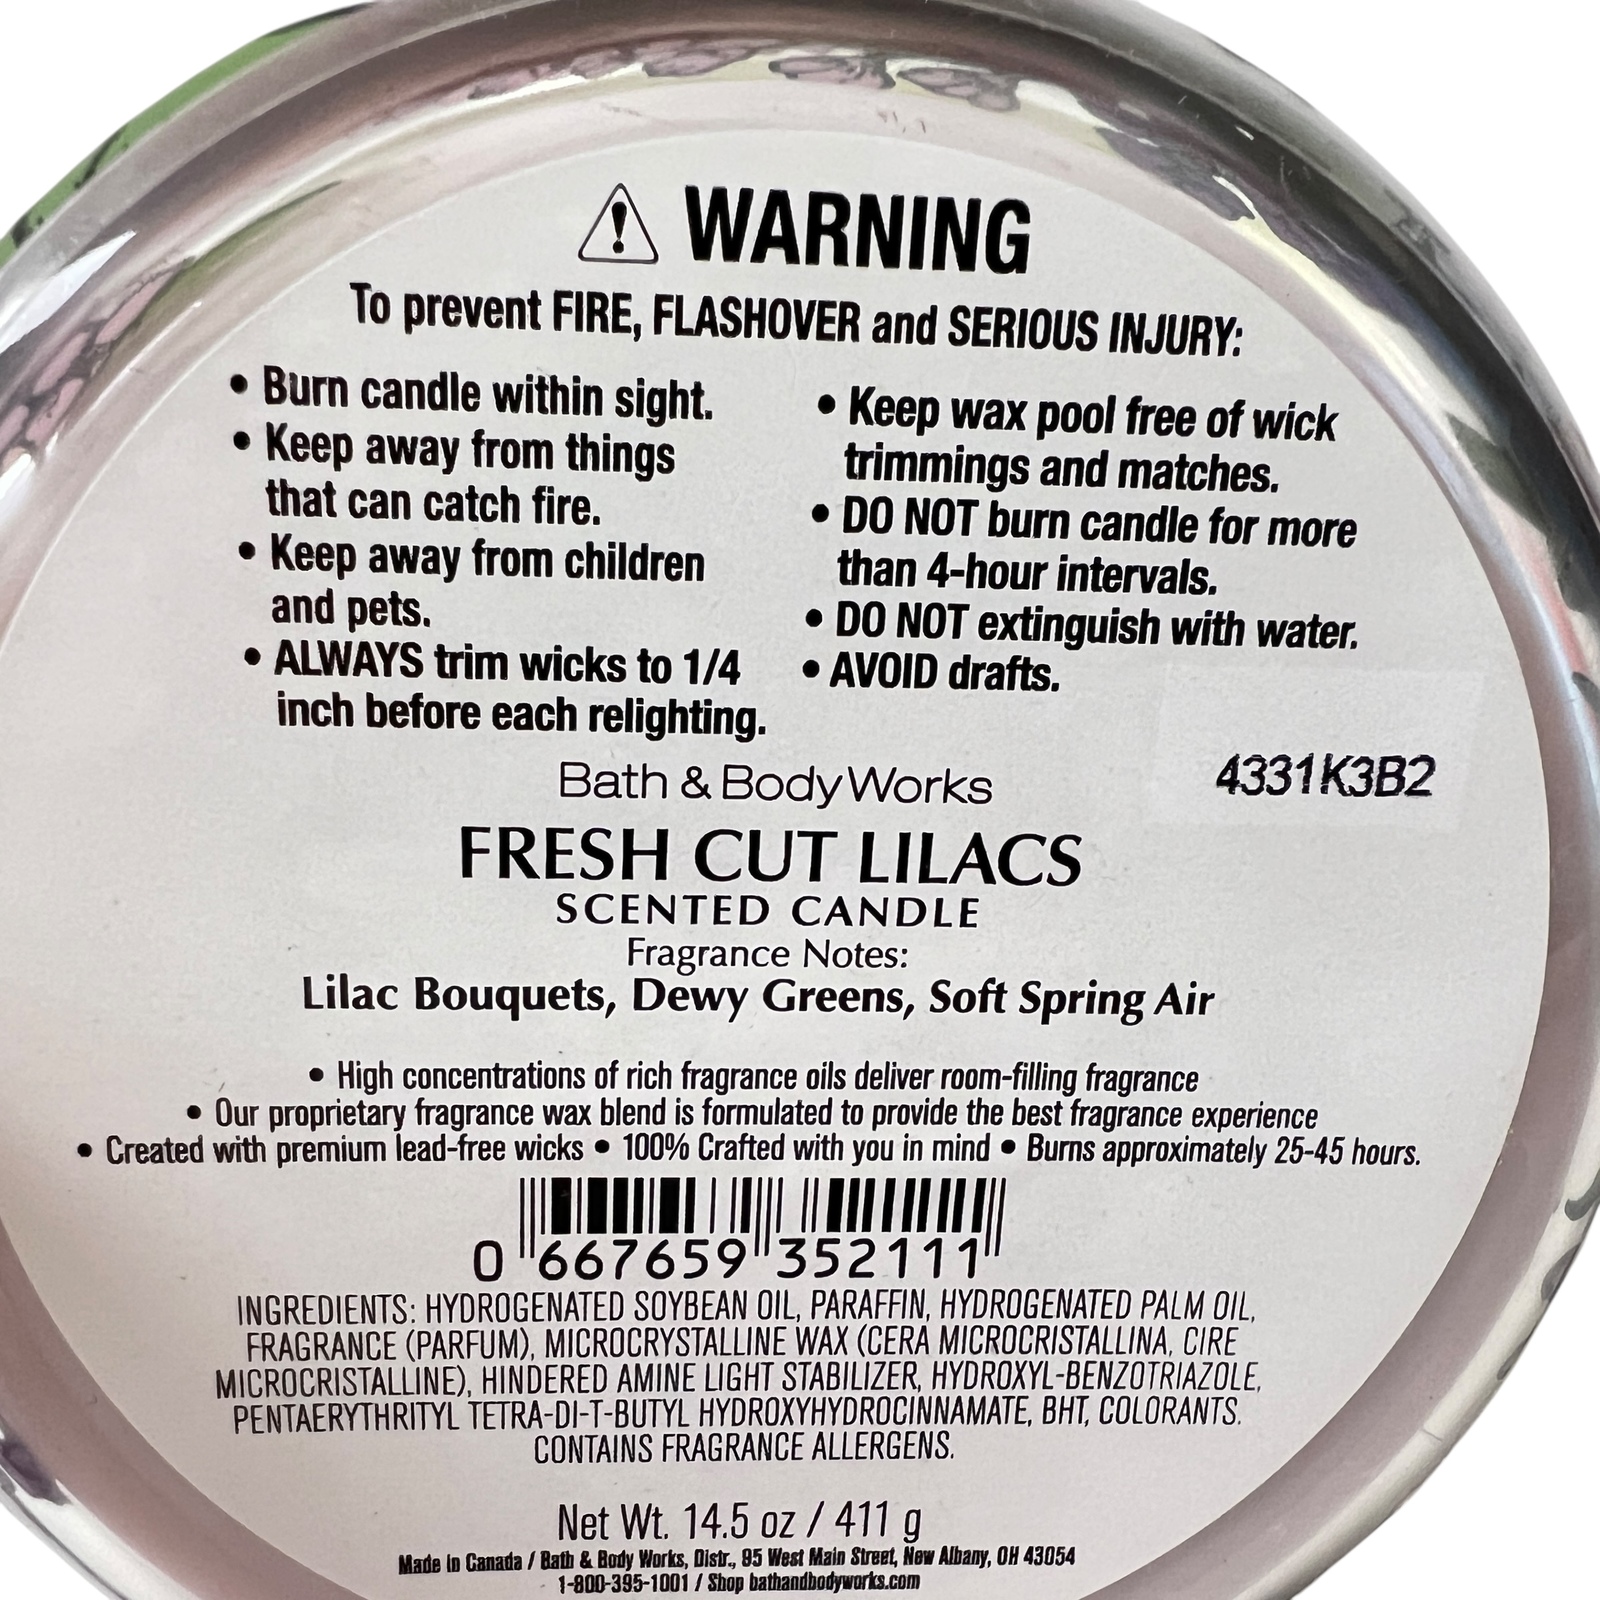 WARNING
To prevent FIRE, FLASHOVER and SERIOUS INJURY:
• Burn candle within sight.
• Keep away from things
that can catch fire.
• Keep away from children
and pets.
• ALWAYS trim wicks to 1/4
inch before each relighting.
• Keep wax pool free of wick
trimmings and matches.
• DO NOT burn candle for more
than 4-hour intervals.
• DO NOT extinguish with water.
• AVOID drafts.
4331K3B2
Bath & Body Works
FRESH CUT LILACS
SCENTED CANDLE
Fragrance Notes:
Lilac Bouquets, Dewy Greens, Soft Spring Air
• High concentrations of rich fragrance oils deliver room-filling fragrance
• Our proprietary fragrance wax blend is formulated to provide the best fragrance experience
• Created with premium lead-free wicks • 100% Crafted with you in mind • Burns approximately 25-45 hours.
0 667659 352111
INGREDIENTS: HYDROGENATED SOYBEAN OIL, PARAFFIN, HYDROGENATED PALM OIL,
FRAGRANCE (PARFUM), MICROCRYSTALLINE WAX (CERA MICROCRISTALLINA, CIRE
MICROCRISTALLINE), HINDERED AMINE LIGHT STABILIZER, HYDROXYL-BENZOTRIAZOLE,
PENTAERYTHRITYL TETRA-DI-T-BUTYL HYDROXYHYDROCINNAMATE, BHT, COLORANTS.
CONTAINS FRAGRANCE ALLERGENS.
Net Wt. 14.5 oz / 411 g
Made in Canada / Bath & Body Works, Distr., 95 West Main Street, New Albany, OH 43054
1-800-395-1001 / Shop bathandbodyworks.com